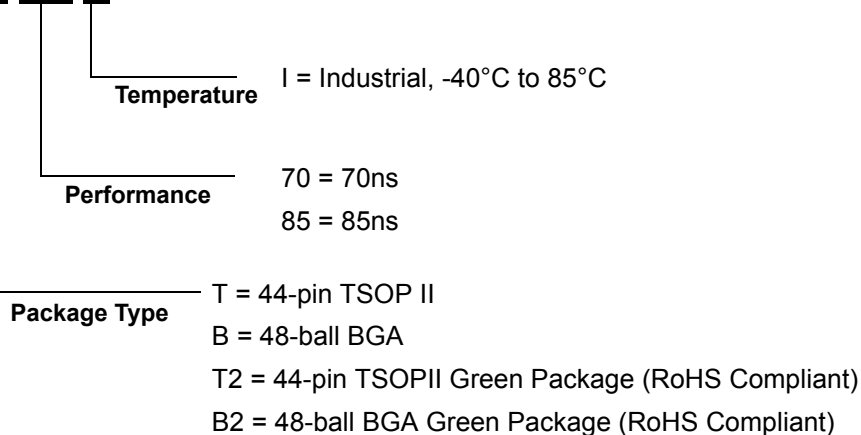 Temperature I = Industrial, -40°C to 85°C
Performance 70 = 70ns
85 = 85ns
Package Type T = 44-pin TSOP II
B = 48-ball BGA
T2 = 44-pin TSOPII Green Package (RoHS Compliant)
B2 = 48-ball BGA Green Package (RoHS Compliant)